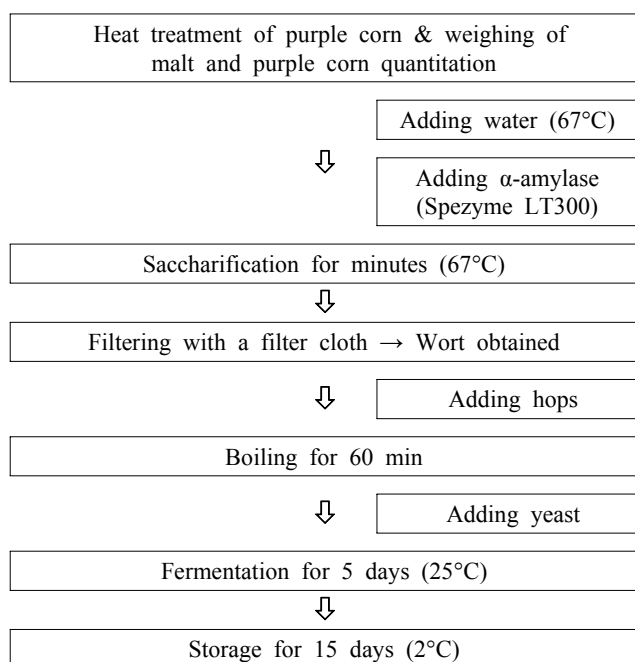 Heat treatment of purple corn & weighing of
malt and purple corn quantitation
Adding water (67°C)
Adding α-amylase
(Spezyme LT300)
Saccharification for minutes (67°C)
Filtering with a filter cloth → Wort obtained
Adding hops
Boiling for 60 min
Adding yeast
Fermentation for 5 days (25°C)
Storage for 15 days (2°C)